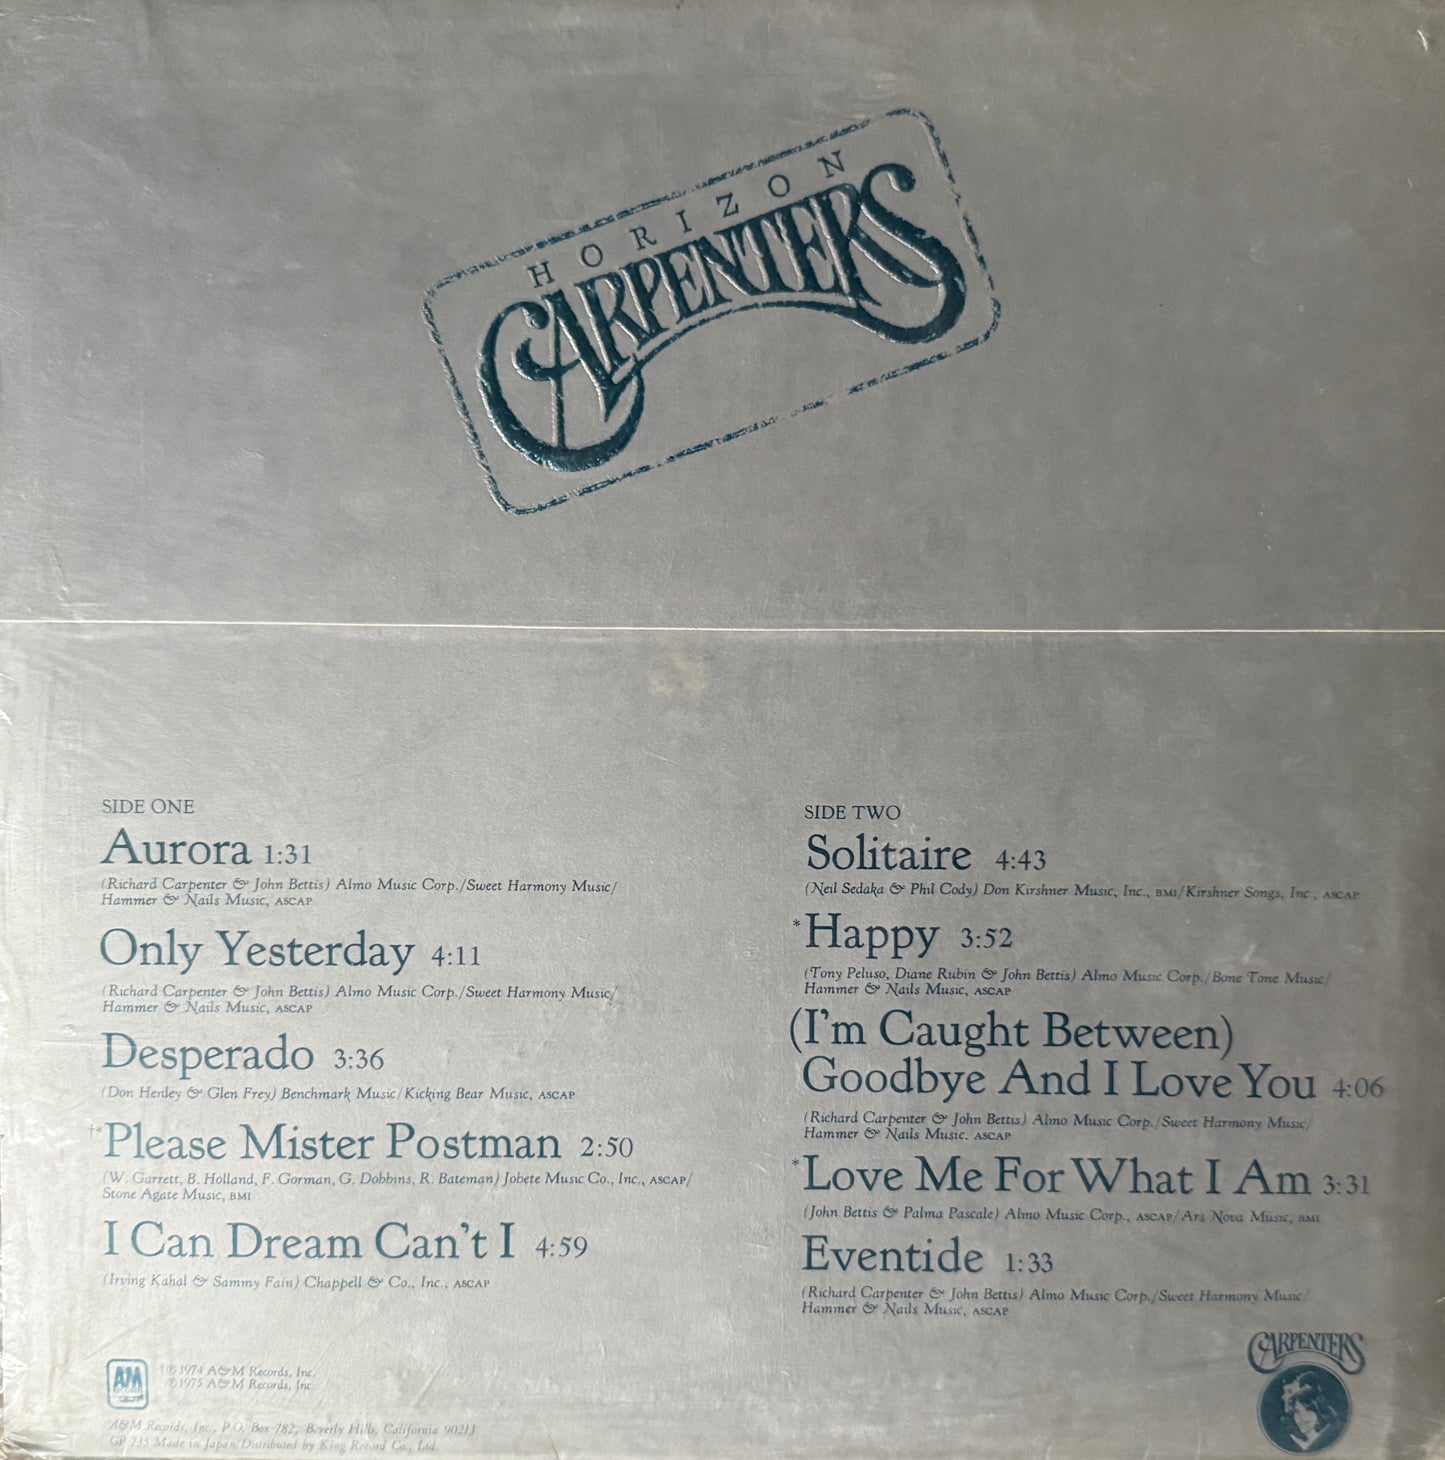 HORIZON
CARPENTERS
SIDE ONE
Aurora 1:31
(Richard Carpenter & John Bettis) Almo Music Corp./Sweet Harmony Music/
Hammer & Nails Music, ASCAP
Only Yesterday 4:11
(Richard Carpenter & John Bettis) Almo Music Corp./Sweet Harmony Music/
Hammer & Nails Music, ASCAP
Desperado 3:36
(Don Henley & Glen Frey) Benchmark Music/Kicking Bear Music, ASCAP
†*Please Mister Postman 2:50
(W. Garrett, B. Holland, F. Gorman, G. Dobbins, R. Bateman) Jobete Music Co., Inc., ASCAP/
Stone Agate Music, BMI
I Can Dream Can't I 4:59
(Irving Kahal & Sammy Fain) Chappell & Co., Inc., ASCAP
SIDE TWO
Solitaire 4:43
(Neil Sedaka & Phil Cody) Don Kirshner Music, Inc., BMI/Kirshner Songs, Inc., ASCAP
*Happy 3:52
(Tony Peluso, Diane Rubin & John Bettis) Almo Music Corp./Bone Tone Music/
Hammer & Nails Music, ASCAP
(I'm Caught Between)
Goodbye And I Love You 4:06
(Richard Carpenter & John Bettis) Almo Music Corp./Sweet Harmony Music/
Hammer & Nails Music. ASCAP
*Love Me For What I Am 3:31
(John Bettis & Palma Pascale) Almo Music Corp., ASCAP/Ars Nova Music, BMI
Eventide 1:33
(Richard Carpenter & John Bettis) Almo Music Corp./Sweet Harmony Music/
Hammer & Nails Music, ASCAP
A&M
RECORDS
†℗ 1974 A&M Records, Inc.
℗ 1975 A&M Records, Inc.
A&M Records, Inc., P.O. Box 782, Beverly Hills, California 90213
GP 235 Made in Japan/Distributed by King Record Co., Ltd.
CARPENTERS